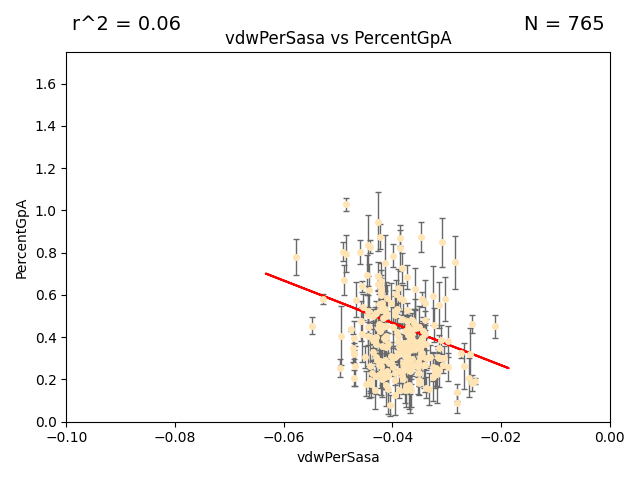 r^2 = 0.06
N = 765
vdwPerSasa vs PercentGpA
PercentGpA
1.6
1.4
1.2
1.0
0.8
0.6
0.4
0.2
0.0
−0.10 −0.08 −0.06 −0.04 −0.02 0.00
vdwPerSasa